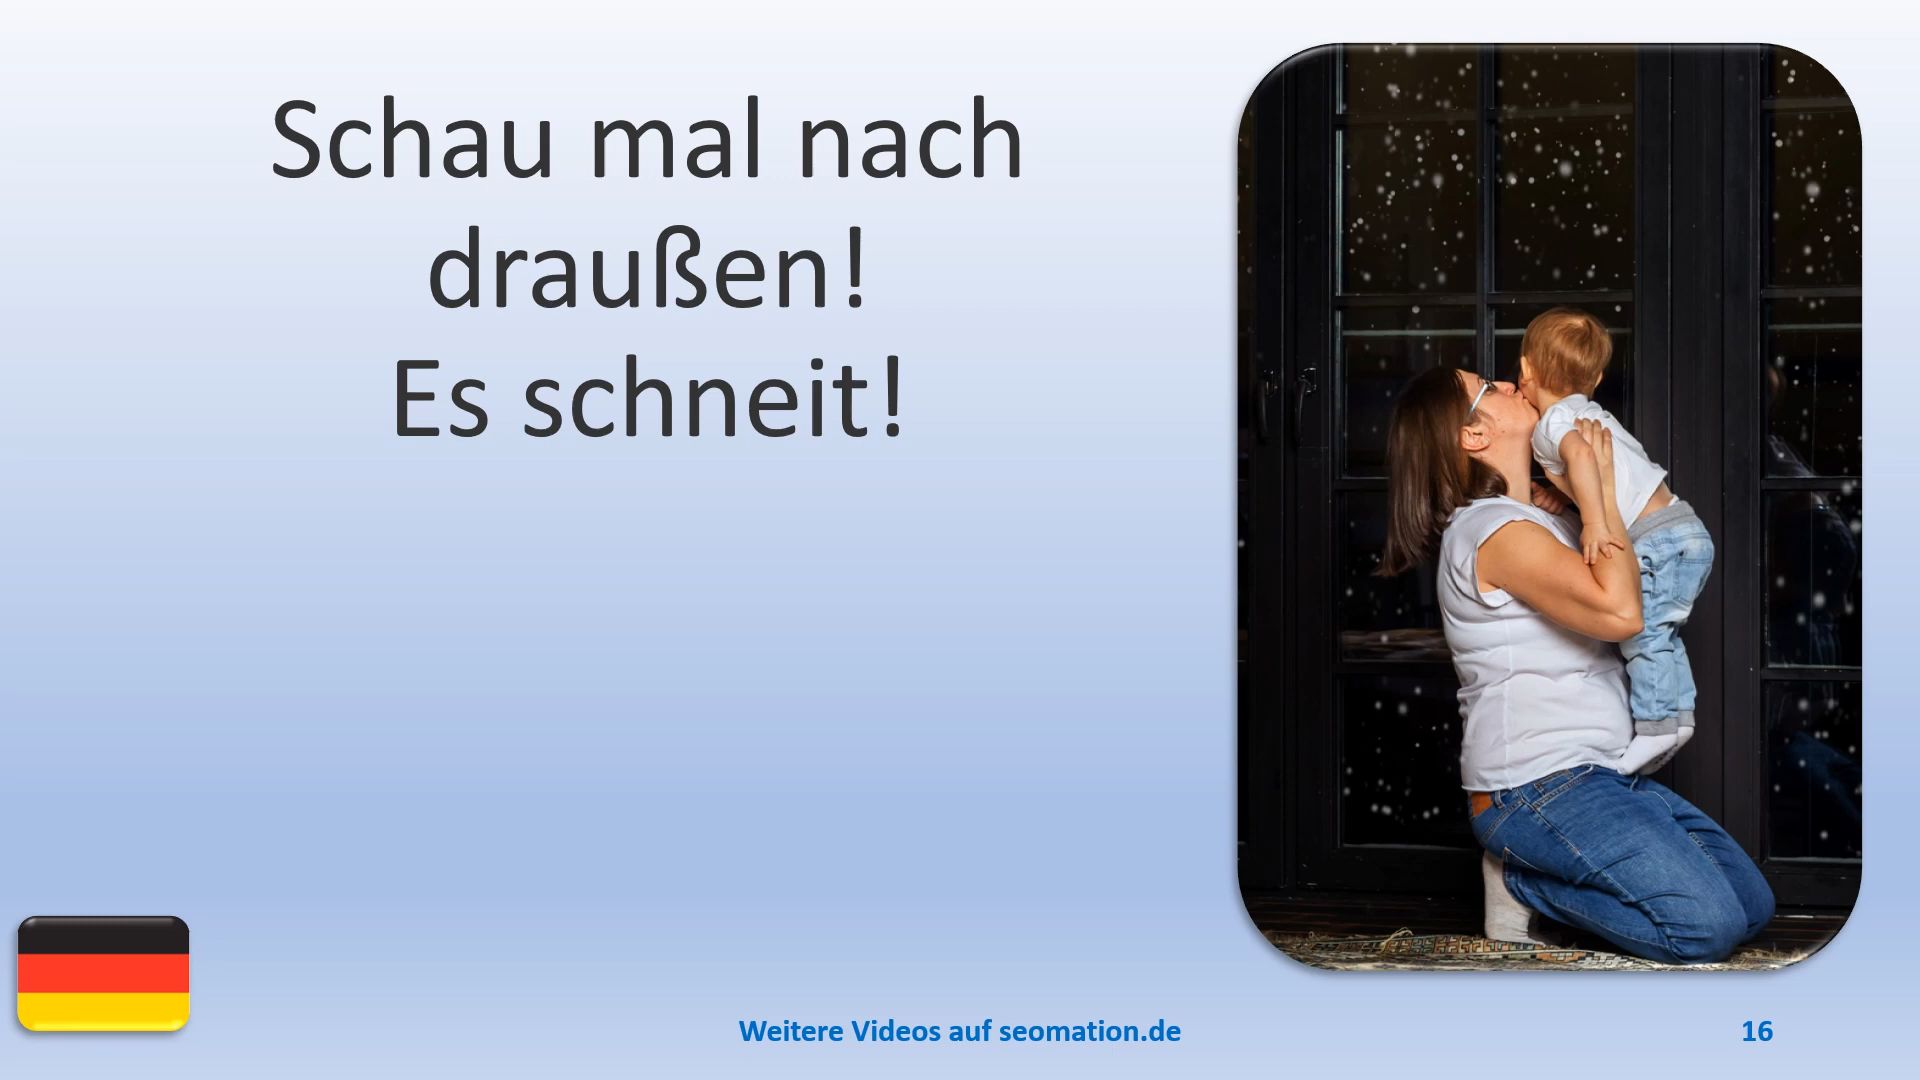 Schau mal nach
draußen!
Es schneit!
Weitere Videos auf seomation.de
16